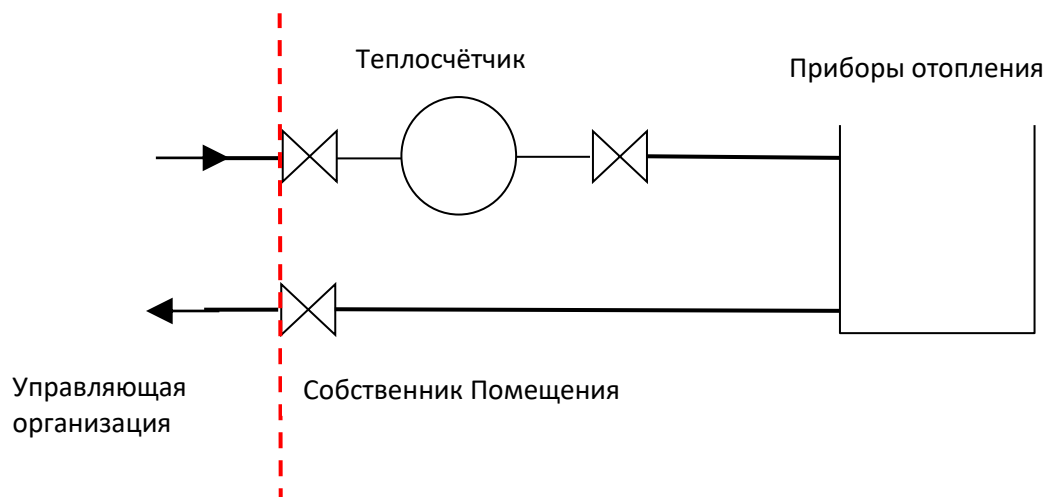 Теплосчётчик
Приборы отопления
Управляющая
организация
Собственник Помещения